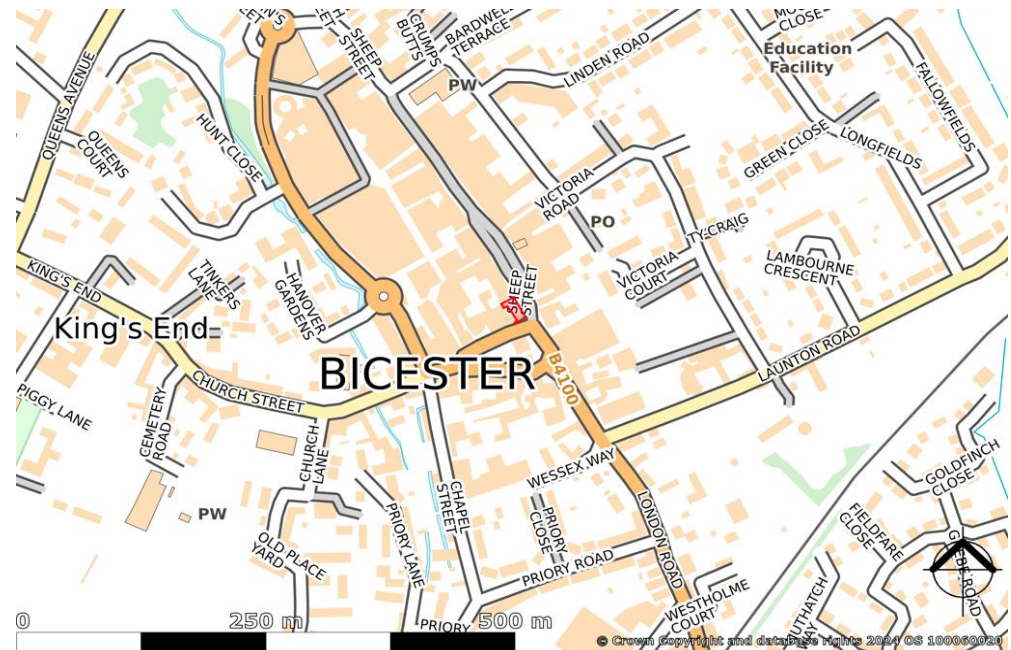 SHEEP
STREET
CRUMPS
BUTTS
BARDWELL
TERRACE
LINDEN ROAD
CLOSE
Education
Facility
FALLOWFIELDS
QUEENS AVENUE
PW
QUEENS
COURT
HUNT CLOSE
GREEN CLOSE
LONGFIELDS
VICTORIA
ROAD
PO
TY-CRAIG
VICTORIA
COURT
LAMBOURNE
CRESCENT
KING'S END
TINKERS
LANE
HANOVER
GARDENS
SHEEP
STREET
King's End
BICESTER
B4100
LAUNTON ROAD
PIGGY LANE
CHURCH STREET
CEMETERY
ROAD
CHURCH
LANE
WESSEX WAY
GOLDFINCH
CLOSE
PW
CHAPEL
STREET
PRIORY LANE
PRIORY
CLOSE
LONDON ROAD
FIELDFARE
CLOSE
OLD PLACE
YARD
PRIORY ROAD
GLEBE ROAD
WESTHOLME
COURT
PRIORY
0 250 m 500 m
© Crown Copyright and database rights 2024 OS 100060020